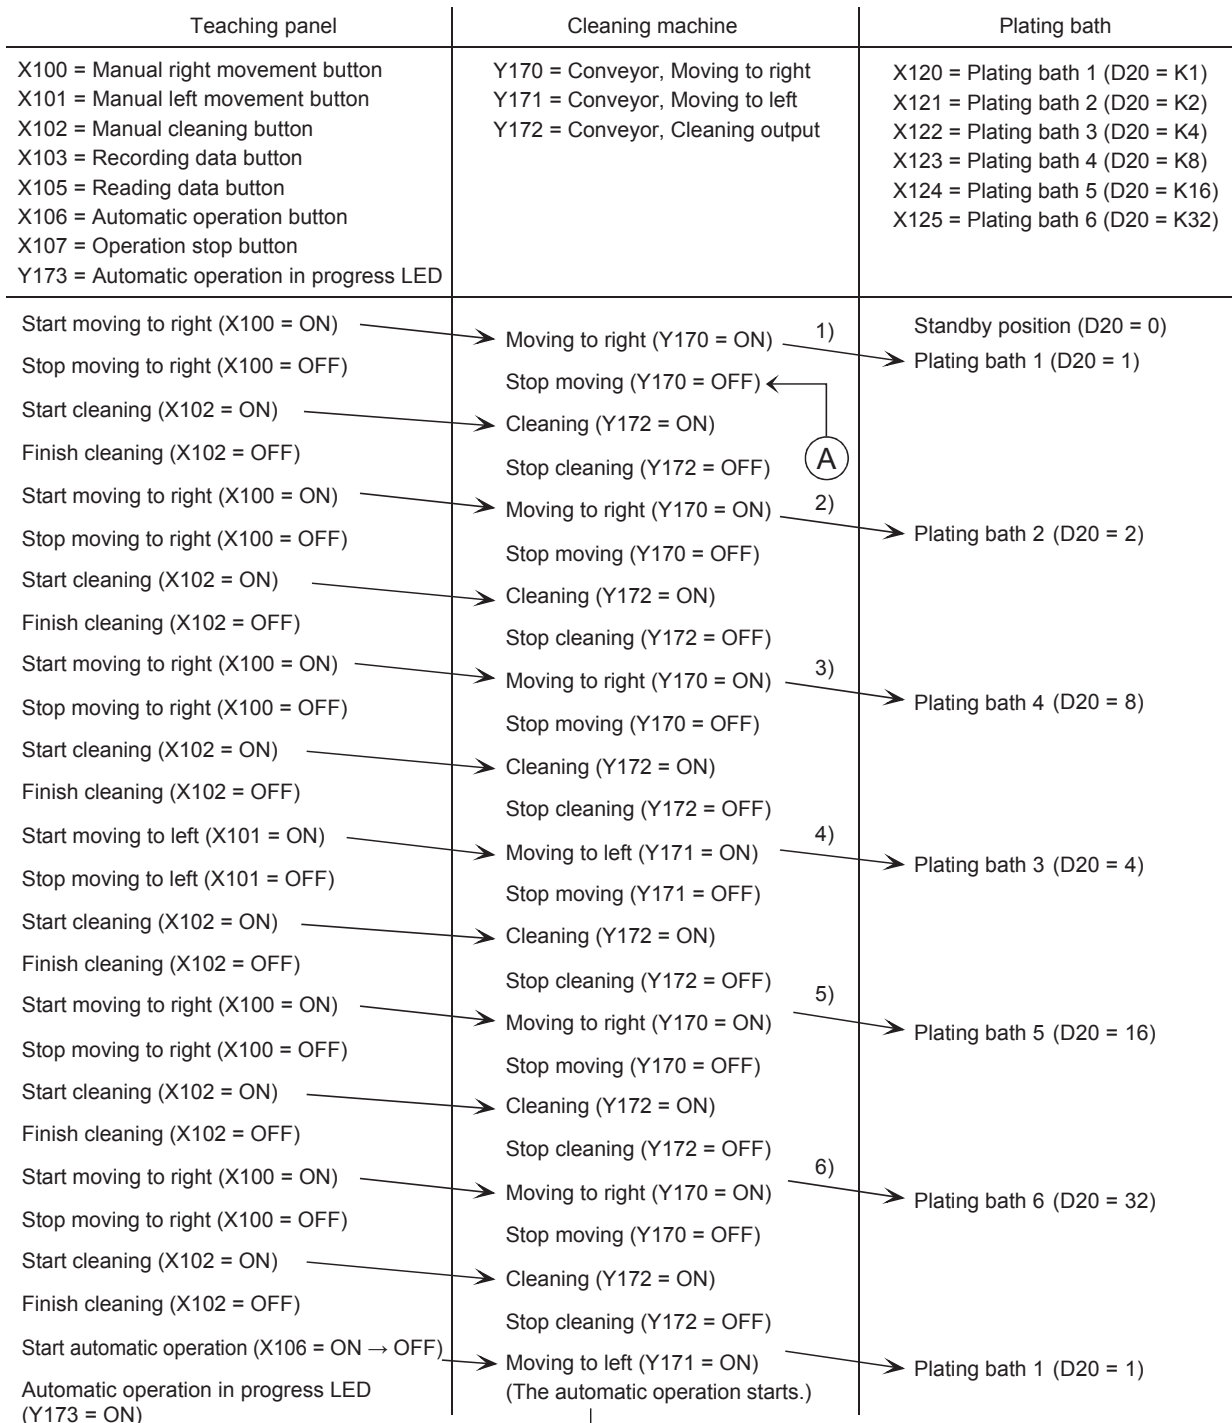 Teaching panel
Cleaning machine
Plating bath
X100 = Manual right movement button
X101 = Manual left movement button
X102 = Manual cleaning button
X103 = Recording data button
X105 = Reading data button
X106 = Automatic operation button
X107 = Operation stop button
Y173 = Automatic operation in progress LED
Y170 = Conveyor, Moving to right
Y171 = Conveyor, Moving to left
Y172 = Conveyor, Cleaning output
X120 = Plating bath 1 (D20 = K1)
X121 = Plating bath 2 (D20 = K2)
X122 = Plating bath 3 (D20 = K4)
X123 = Plating bath 4 (D20 = K8)
X124 = Plating bath 5 (D20 = K16)
X125 = Plating bath 6 (D20 = K32)
Start moving to right (X100 = ON)
Stop moving to right (X100 = OFF)
Start cleaning (X102 = ON)
Finish cleaning (X102 = OFF)
Start moving to right (X100 = ON)
Stop moving to right (X100 = OFF)
Start cleaning (X102 = ON)
Finish cleaning (X102 = OFF)
Start moving to right (X100 = ON)
Stop moving to right (X100 = OFF)
Start cleaning (X102 = ON)
Finish cleaning (X102 = OFF)
Start moving to left (X101 = ON)
Stop moving to left (X101 = OFF)
Start cleaning (X102 = ON)
Finish cleaning (X102 = OFF)
Start moving to right (X100 = ON)
Stop moving to right (X100 = OFF)
Start cleaning (X102 = ON)
Finish cleaning (X102 = OFF)
Start moving to right (X100 = ON)
Stop moving to right (X100 = OFF)
Start cleaning (X102 = ON)
Finish cleaning (X102 = OFF)
Start automatic operation (X106 = ON → OFF)
Automatic operation in progress LED
(Y173 = ON)
Moving to right (Y170 = ON)
1)
Stop moving (Y170 = OFF)
Cleaning (Y172 = ON)
A
Stop cleaning (Y172 = OFF)
Moving to right (Y170 = ON)
2)
Stop moving (Y170 = OFF)
Cleaning (Y172 = ON)
Stop cleaning (Y172 = OFF)
Moving to right (Y170 = ON)
3)
Stop moving (Y170 = OFF)
Cleaning (Y172 = ON)
Stop cleaning (Y172 = OFF)
Moving to left (Y171 = ON)
4)
Stop moving (Y171 = OFF)
Cleaning (Y172 = ON)
Stop cleaning (Y172 = OFF)
5)
Moving to right (Y170 = ON)
Stop moving (Y170 = OFF)
Cleaning (Y172 = ON)
Stop cleaning (Y172 = OFF)
6)
Moving to right (Y170 = ON)
Stop moving (Y170 = OFF)
Cleaning (Y172 = ON)
Stop cleaning (Y172 = OFF)
Moving to left (Y171 = ON)
(The automatic operation starts.)
Standby position (D20 = 0)
Plating bath 1 (D20 = 1)
Plating bath 2 (D20 = 2)
Plating bath 4 (D20 = 8)
Plating bath 3 (D20 = 4)
Plating bath 5 (D20 = 16)
Plating bath 6 (D20 = 32)
Plating bath 1 (D20 = 1)